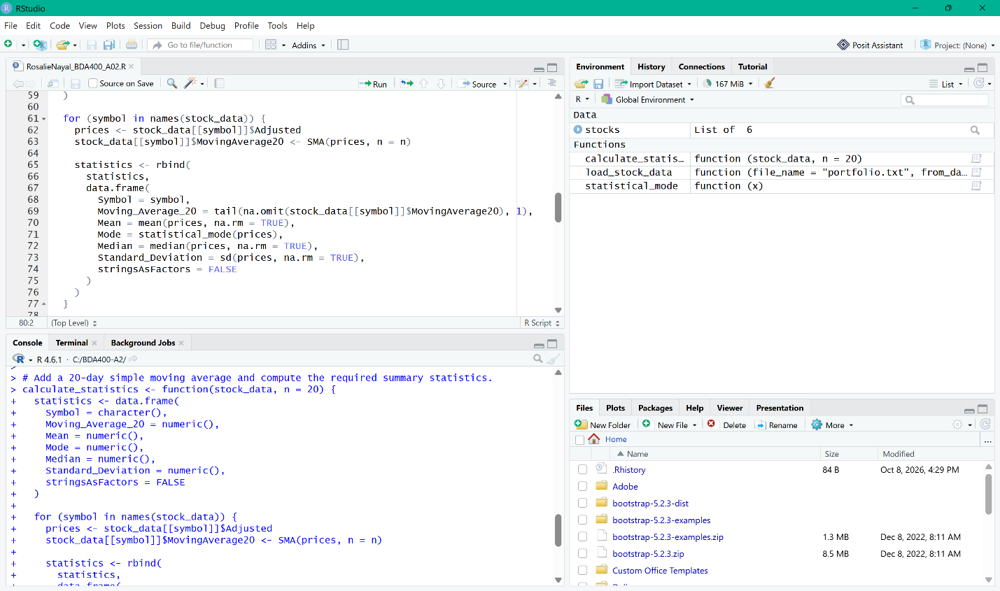 RStudio
File Edit Code View Plots Session Build Debug Profile Tools Help
Go to file/function Addins Posit Assistant Project: (None)
RosalieNayal_BDA400_A02.R
Source on Save Run Source
59 )
60
61 for (symbol in names(stock_data)) {
62 prices <- stock_data[[symbol]]$Adjusted
63 stock_data[[symbol]]$MovingAverage20 <- SMA(prices, n = n)
64
65 statistics <- rbind(
66 statistics,
67 data.frame(
68 Symbol = symbol,
69 Moving_Average_20 = tail(na.omit(stock_data[[symbol]]$MovingAverage20), 1),
70 Mean = mean(prices, na.rm = TRUE),
71 Mode = statistical_mode(prices),
72 Median = median(prices, na.rm = TRUE),
73 Standard_Deviation = sd(prices, na.rm = TRUE),
74 stringsAsFactors = FALSE
75 )
76 )
77 }
78
80:2 (Top Level) R Script
Console Terminal Background Jobs
R 4.6.1 · C:/BDA400-A2/
>
> # Add a 20-day simple moving average and compute the required summary statistics.
> calculate_statistics <- function(stock_data, n = 20) {
+ statistics <- data.frame(
+ Symbol = character(),
+ Moving_Average_20 = numeric(),
+ Mean = numeric(),
+ Mode = numeric(),
+ Median = numeric(),
+ Standard_Deviation = numeric(),
+ stringsAsFactors = FALSE
+ )
+
+ for (symbol in names(stock_data)) {
+ prices <- stock_data[[symbol]]$Adjusted
+ stock_data[[symbol]]$MovingAverage20 <- SMA(prices, n = n)
+
+ statistics <- rbind(
+ statistics,
+ data.frame(
Environment History Connections Tutorial
Import Dataset 167 MiB List
R Global Environment
Data
stocks List of 6
Functions
calculate_statis… function (stock_data, n = 20)
load_stock_data function (file_name = "portfolio.txt", from_da…
statistical_mode function (x)
Files Plots Packages Help Viewer Presentation
New Folder New File Delete Rename More
Home ...
Name Size Modified
.Rhistory 84 B Oct 8, 2026, 4:29 PM
Adobe
bootstrap-5.2.3-dist
bootstrap-5.2.3-examples
bootstrap-5.2.3-examples.zip 1.3 MB Dec 8, 2022, 8:11 AM
bootstrap-5.2.3.zip 8.5 MB Dec 8, 2022, 8:11 AM
Custom Office Templates